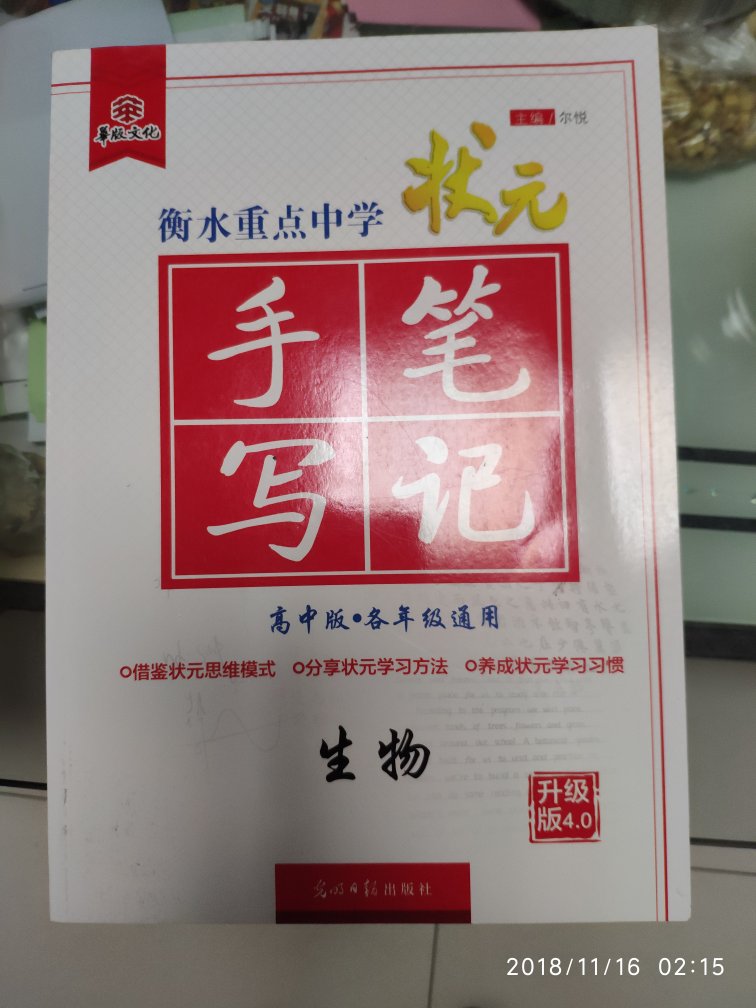 華版文化
主编/尔悦
衡水重点中学 状元
手笔
写记
高中版•各年级通用
借鉴状元思维模式 分享状元学习方法 养成状元学习习惯
生物
升级
版4.0
光明日报出版社
2018/11/16 02:15